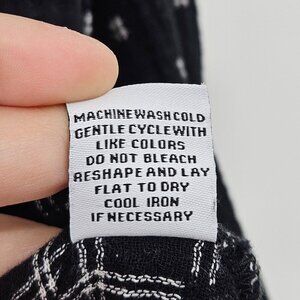 MACHINE WASH COLD
GENTLE CYCLE WITH
LIKE COLORS
DO NOT BLEACH
RESHAPE AND LAY
FLAT TO DRY
COOL IRON
IF NECESSARY